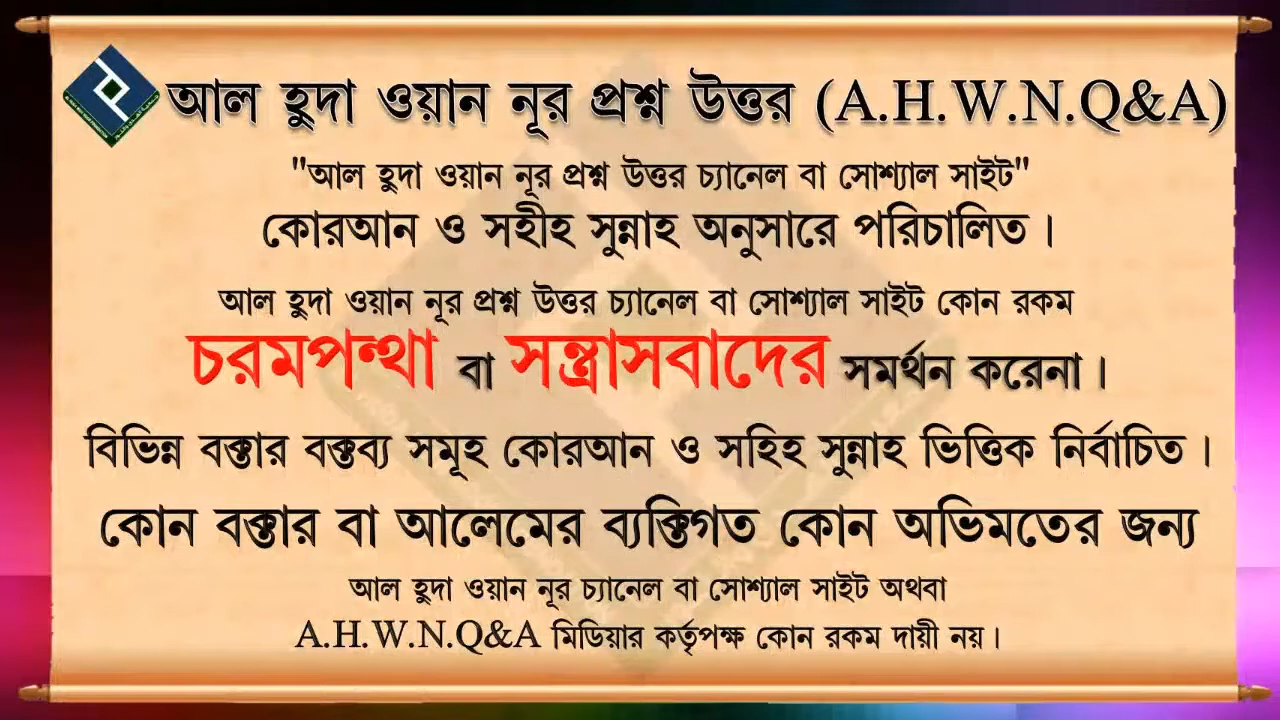 আল হুদা ওয়ান নূর প্রশ্ন উত্তর (A.H.W.N.Q&A)
"আল হুদা ওয়ান নূর প্রশ্ন উত্তর চ্যানেল বা সোশ্যাল সাইট"
কোরআন ও সহীহ সুন্নাহ অনুসারে পরিচালিত।
আল হুদা ওয়ান নূর প্রশ্ন উত্তর চ্যানেল বা সোশ্যাল সাইট কোন রকম
চরমপন্থা বা সন্ত্রাসবাদের সমর্থন করেনা।
বিভিন্ন বক্তার বক্তব্য সমূহ কোরআন ও সহিহ সুন্নাহ ভিত্তিক নির্বাচিত।
কোন বক্তার বা আলেমের ব্যক্তিগত কোন অভিমতের জন্য
আল হুদা ওয়ান নূর চ্যানেল বা সোশ্যাল সাইট অথবা
A.H.W.N.Q&A মিডিয়ার কর্তৃপক্ষ কোন রকম দায়ী নয়।